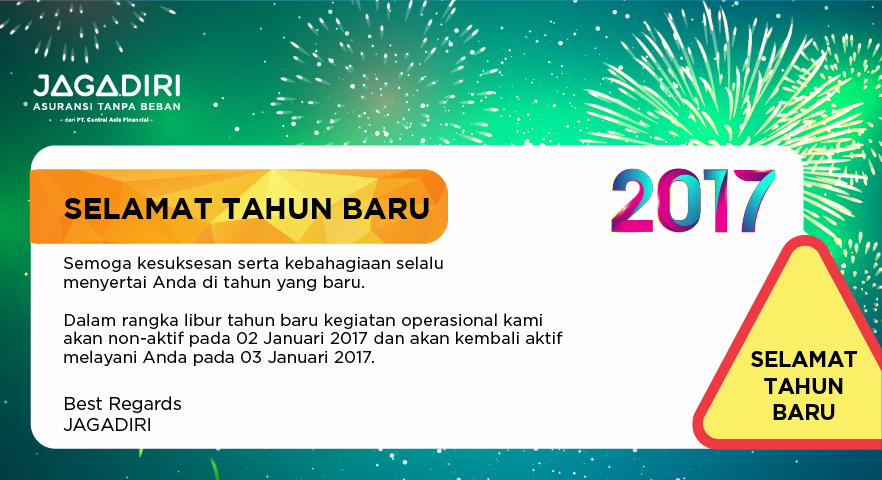 JAGADIRI
ASURANSI TANPA BEBAN
- dari PT. Central Asia Financial -
SELAMAT TAHUN BARU
2017
Semoga kesuksesan serta kebahagiaan selalu
menyertai Anda di tahun yang baru.
Dalam rangka libur tahun baru kegiatan operasional kami
akan non-aktif pada 02 Januari 2017 dan akan kembali aktif
melayani Anda pada 03 Januari 2017.
Best Regards
JAGADIRI
SELAMAT
TAHUN
BARU